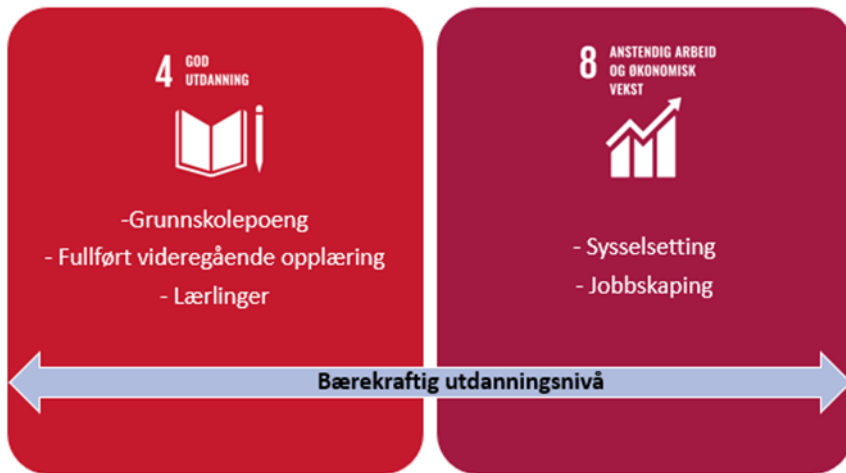 4 GOD
UTDANNING
-Grunnskolepoeng
- Fullført videregående opplæring
- Lærlinger
8 ANSTENDIG ARBEID
OG ØKONOMISK
VEKST
- Sysselsetting
- Jobbskaping
Bærekraftig utdanningsnivå